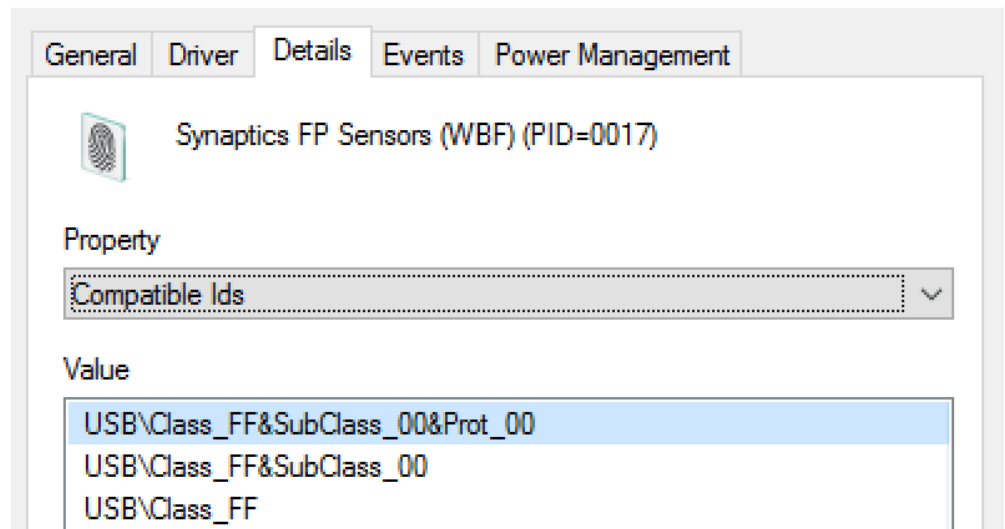 General Driver Details Events Power Management
Synaptics FP Sensors (WBF) (PID=0017)
Property
Compatible Ids
Value
USB\Class_FF&SubClass_00&Prot_00
USB\Class_FF&SubClass_00
USB\Class_FF